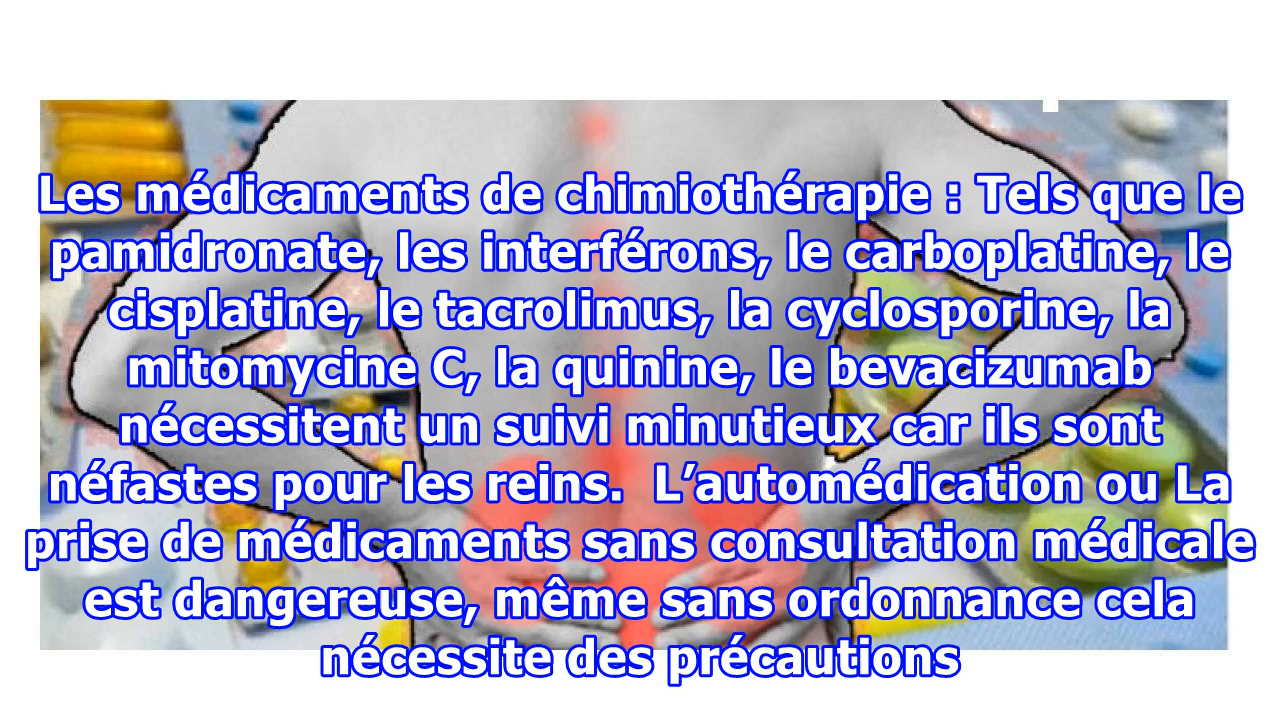 Les médicaments de chimiothérapie : Tels que le
pamidronate, les interférons, le carboplatine, le
cisplatine, le tacrolimus, la cyclosporine, la
mitomycine C, la quinine, le bevacizumab
nécessitent un suivi minutieux car ils sont
néfastes pour les reins.  L’automédication ou La
prise de médicaments sans consultation médicale
est dangereuse, même sans ordonnance cela
nécessite des précautions